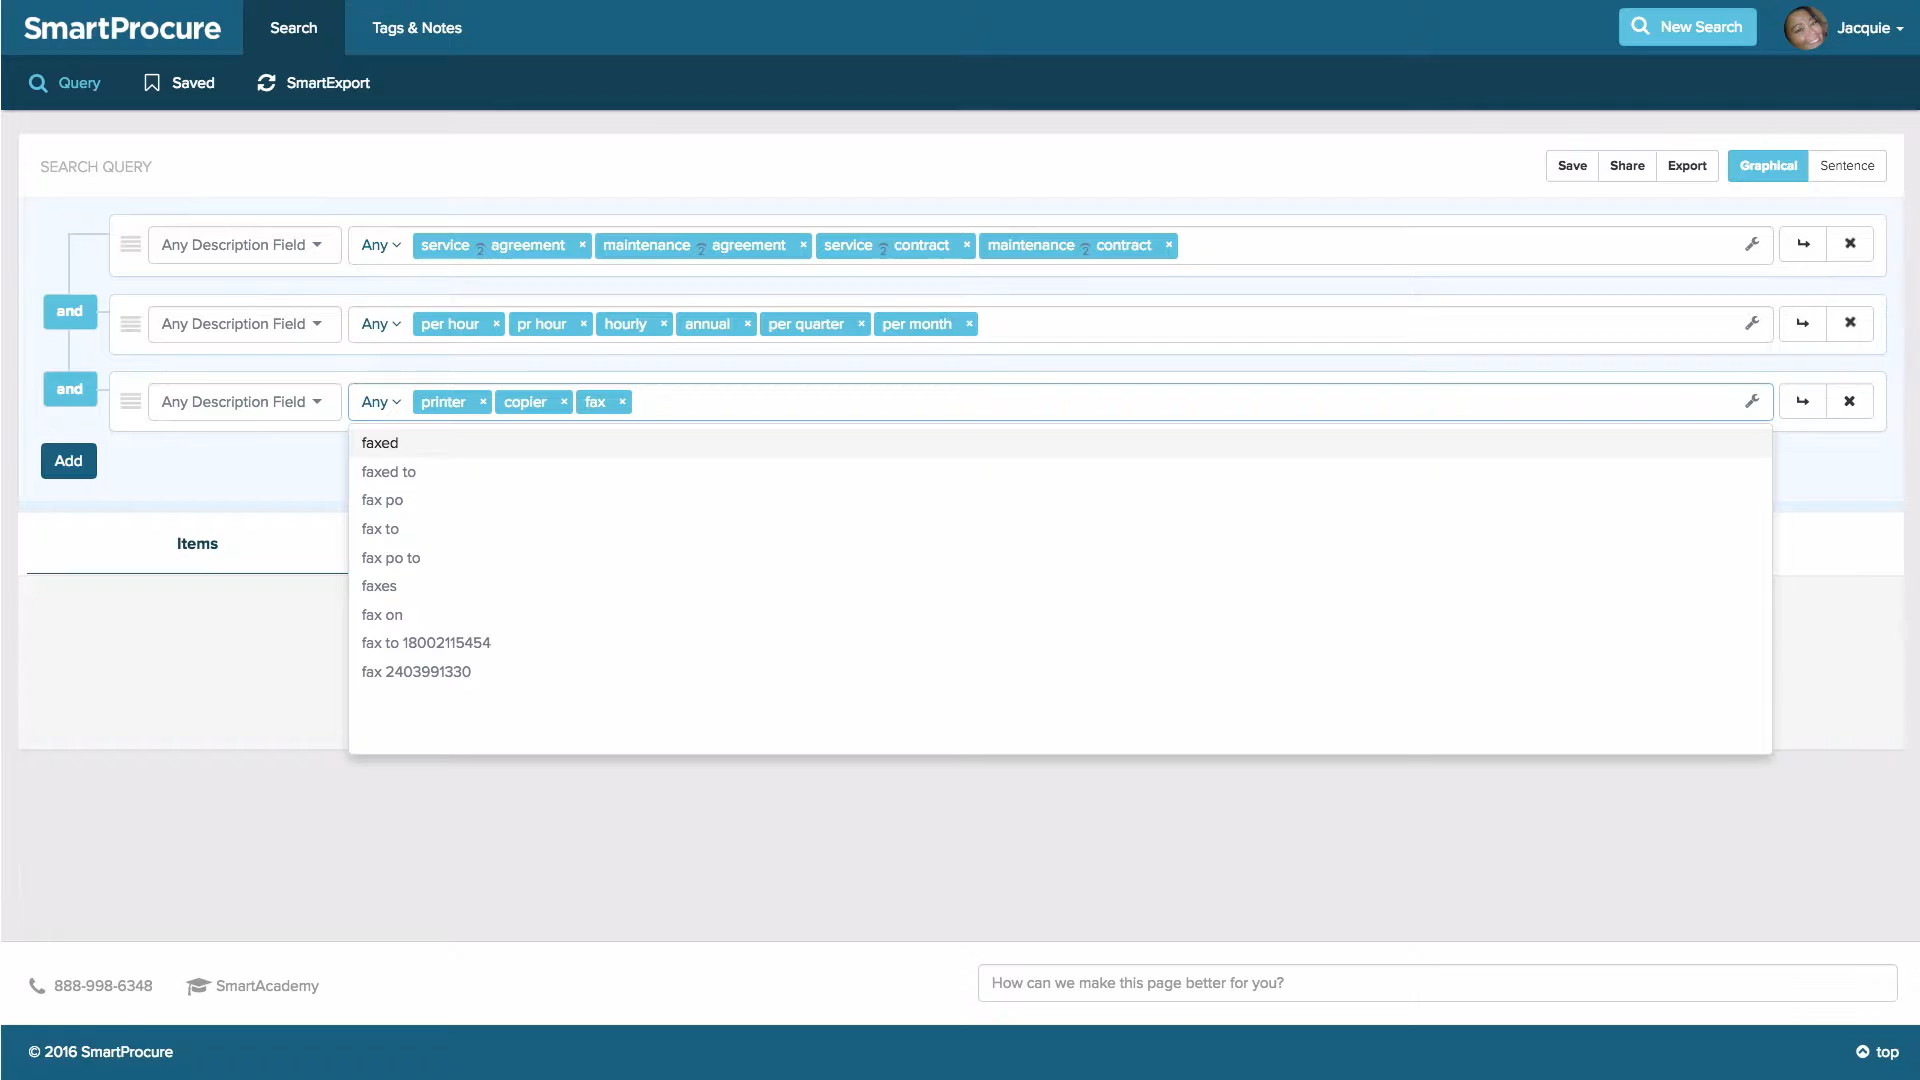 SmartProcure Search Tags & Notes New Search Jacquie
Query Saved SmartExport
SEARCH QUERY Save Share Export Graphical Sentence
Any Description Field Any service 2 agreement × maintenance 2 agreement × service 2 contract × maintenance 2 contract ×
and Any Description Field Any per hour × pr hour × hourly × annual × per quarter × per month ×
and Any Description Field Any printer × copier × fax ×
faxed
Add
faxed to
fax po
fax to
Items
fax po to
faxes
fax on
fax to 18002115454
fax 2403991330
888-998-6348 SmartAcademy How can we make this page better for you?
© 2016 SmartProcure top